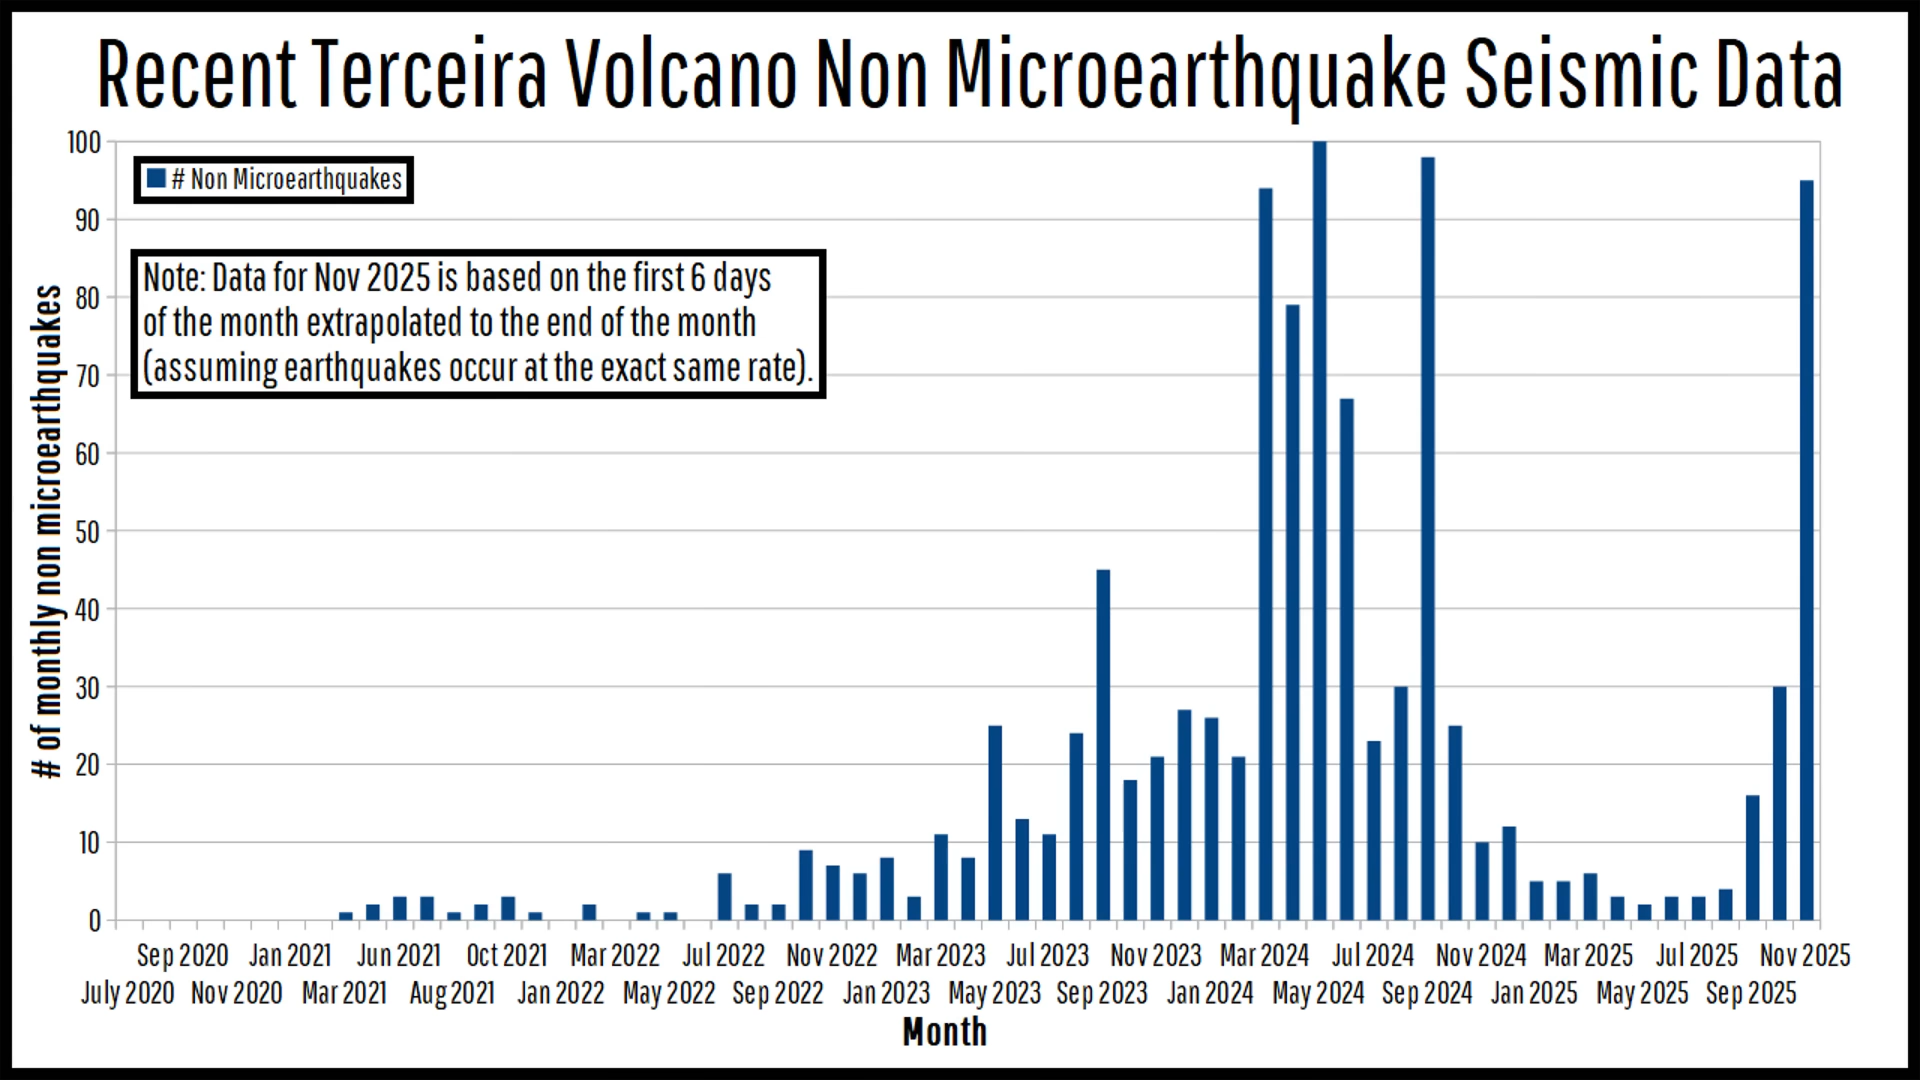 Recent Terceira Volcano Non Microearthquake Seismic Data
# Non Microearthquakes
Note: Data for Nov 2025 is based on the first 6 days
of the month extrapolated to the end of the month
(assuming earthquakes occur at the exact same rate).
# of monthly non microearthquakes
100
90
80
70
60
50
40
30
20
10
0
Sep 2020 Jan 2021 Jun 2021 Oct 2021 Mar 2022 Jul 2022 Nov 2022 Mar 2023 Jul 2023 Nov 2023 Mar 2024 Jul 2024 Nov 2024 Mar 2025 Jul 2025 Nov 2025
July 2020 Nov 2020 Mar 2021 Aug 2021 Jan 2022 May 2022 Sep 2022 Jan 2023 May 2023 Sep 2023 Jan 2024 May 2024 Sep 2024 Jan 2025 May 2025 Sep 2025
Month